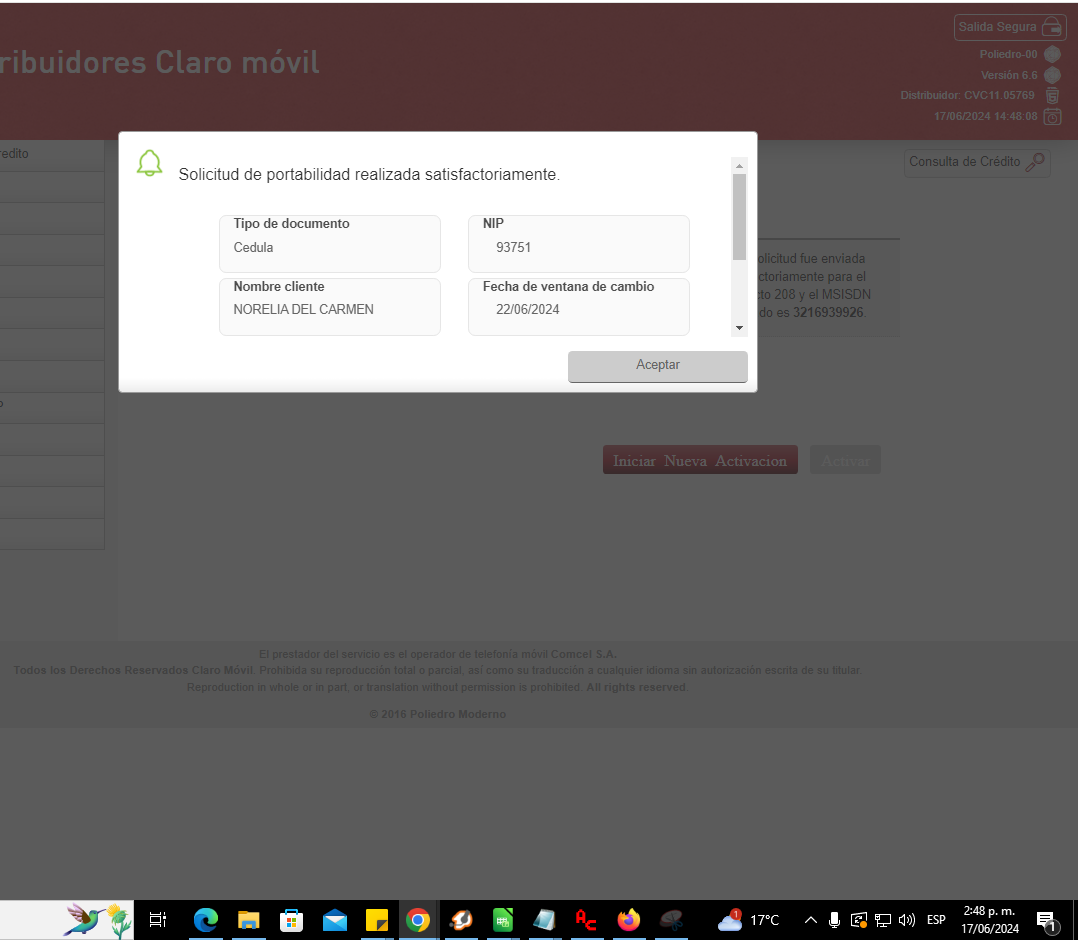 Salida Segura
ribuidores Claro móvil
Poliedro-00
Versión 6.6
Distribuidor: CVC11.05769
17/06/2024 14:48:08
redito
Consulta de Crédito
Solicitud de portabilidad realizada satisfactoriamente.
Tipo de documento
Cedula
NIP
93751
Nombre cliente
NORELIA DEL CARMEN
Fecha de ventana de cambio
22/06/2024
olicitud fue enviada
ctoriamente para el
cto 208 y el MSISDN
do es 3216939926.
Aceptar
o
Iniciar Nueva Activacion
Activar
El prestador del servicio es el operador de telefonía móvil Comcel S.A.
Todos los Derechos Reservados Claro Móvil. Prohibida su reproducción total o parcial, así como su traducción a cualquier idioma sin autorización escrita de su titular.
Reproduction in whole or in part, or translation without permission is prohibited. All rights reserved.
© 2016 Poliedro Moderno
1
17°C
ESP
2:48 p. m.
17/06/2024
1